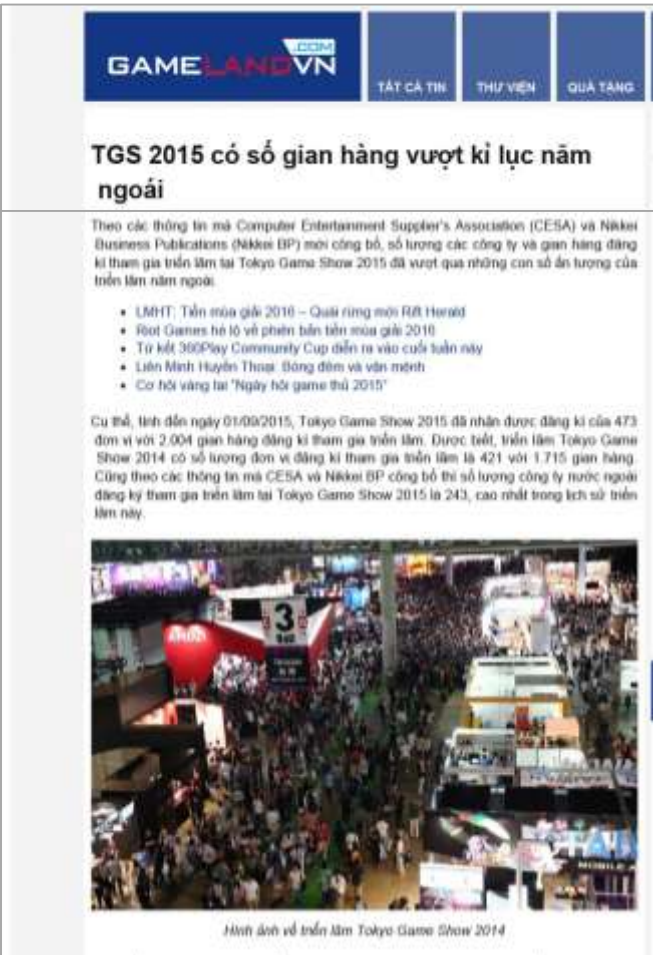 GAMELANDVN
.COM
TẤT CẢ TIN
THƯ VIỆN
QUÀ TẶNG
TGS 2015 có số gian hàng vượt kỉ lục năm
ngoái
Theo các thông tin mà Computer Entertainment Supplier's Association (CESA) và Nikkei
Business Publications (Nikkei BP) mới công bố, số lượng các công ty và gian hàng đăng
kí tham gia triển lãm tại Tokyo Game Show 2015 đã vượt qua những con số ấn tượng của
triển lãm năm ngoái.
• LMHT: Tiền mùa giải 2016 – Quái rừng mới Rift Herald
• Riot Games hé lộ về phiên bản tiền mùa giải 2016
• Tứ kết 360Play Community Cup diễn ra vào cuối tuần này
• Liên Minh Huyền Thoại: Bóng đêm và vận mệnh
• Cơ hội vàng tại "Ngày hội game thủ 2015"
Cụ thể, tính đến ngày 01/09/2015, Tokyo Game Show 2015 đã nhận được đăng kí của 473
đơn vị với 2.004 gian hàng đăng kí tham gia triển lãm. Được biết, triển lãm Tokyo Game
Show 2014 có số lượng đơn vị đăng kí tham gia triển lãm là 421 với 1.715 gian hàng.
Cũng theo các thông tin mà CESA và Nikkei BP công bố thì số lượng công ty nước ngoài
đăng ký tham gia triển lãm tại Tokyo Game Show 2015 là 243, cao nhất trong lịch sử triển
lãm này.
3
Hình ảnh về triển lãm Tokyo Game Show 2014